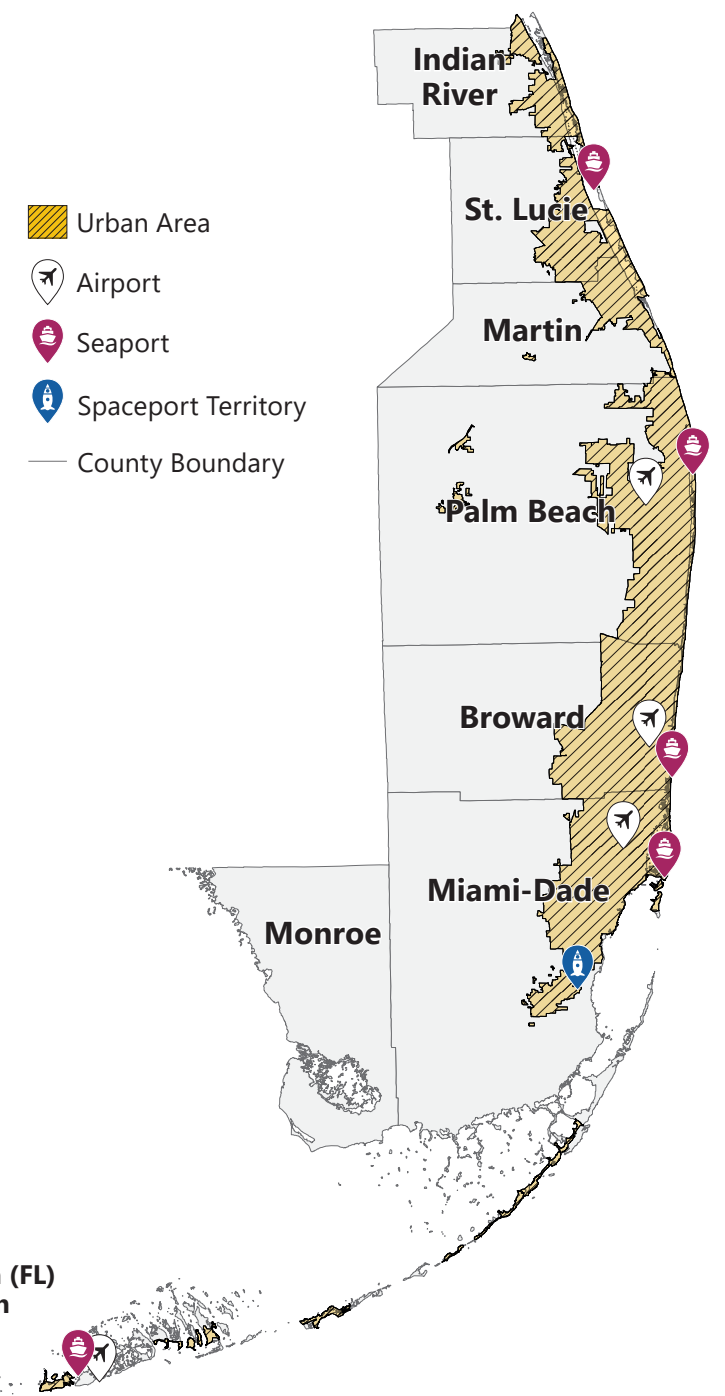 Indian
River
St. Lucie
Urban Area
Airport
Seaport
Spaceport Territory
County Boundary
Martin
Palm Beach
Broward
Miami-Dade
Monroe
(FL)